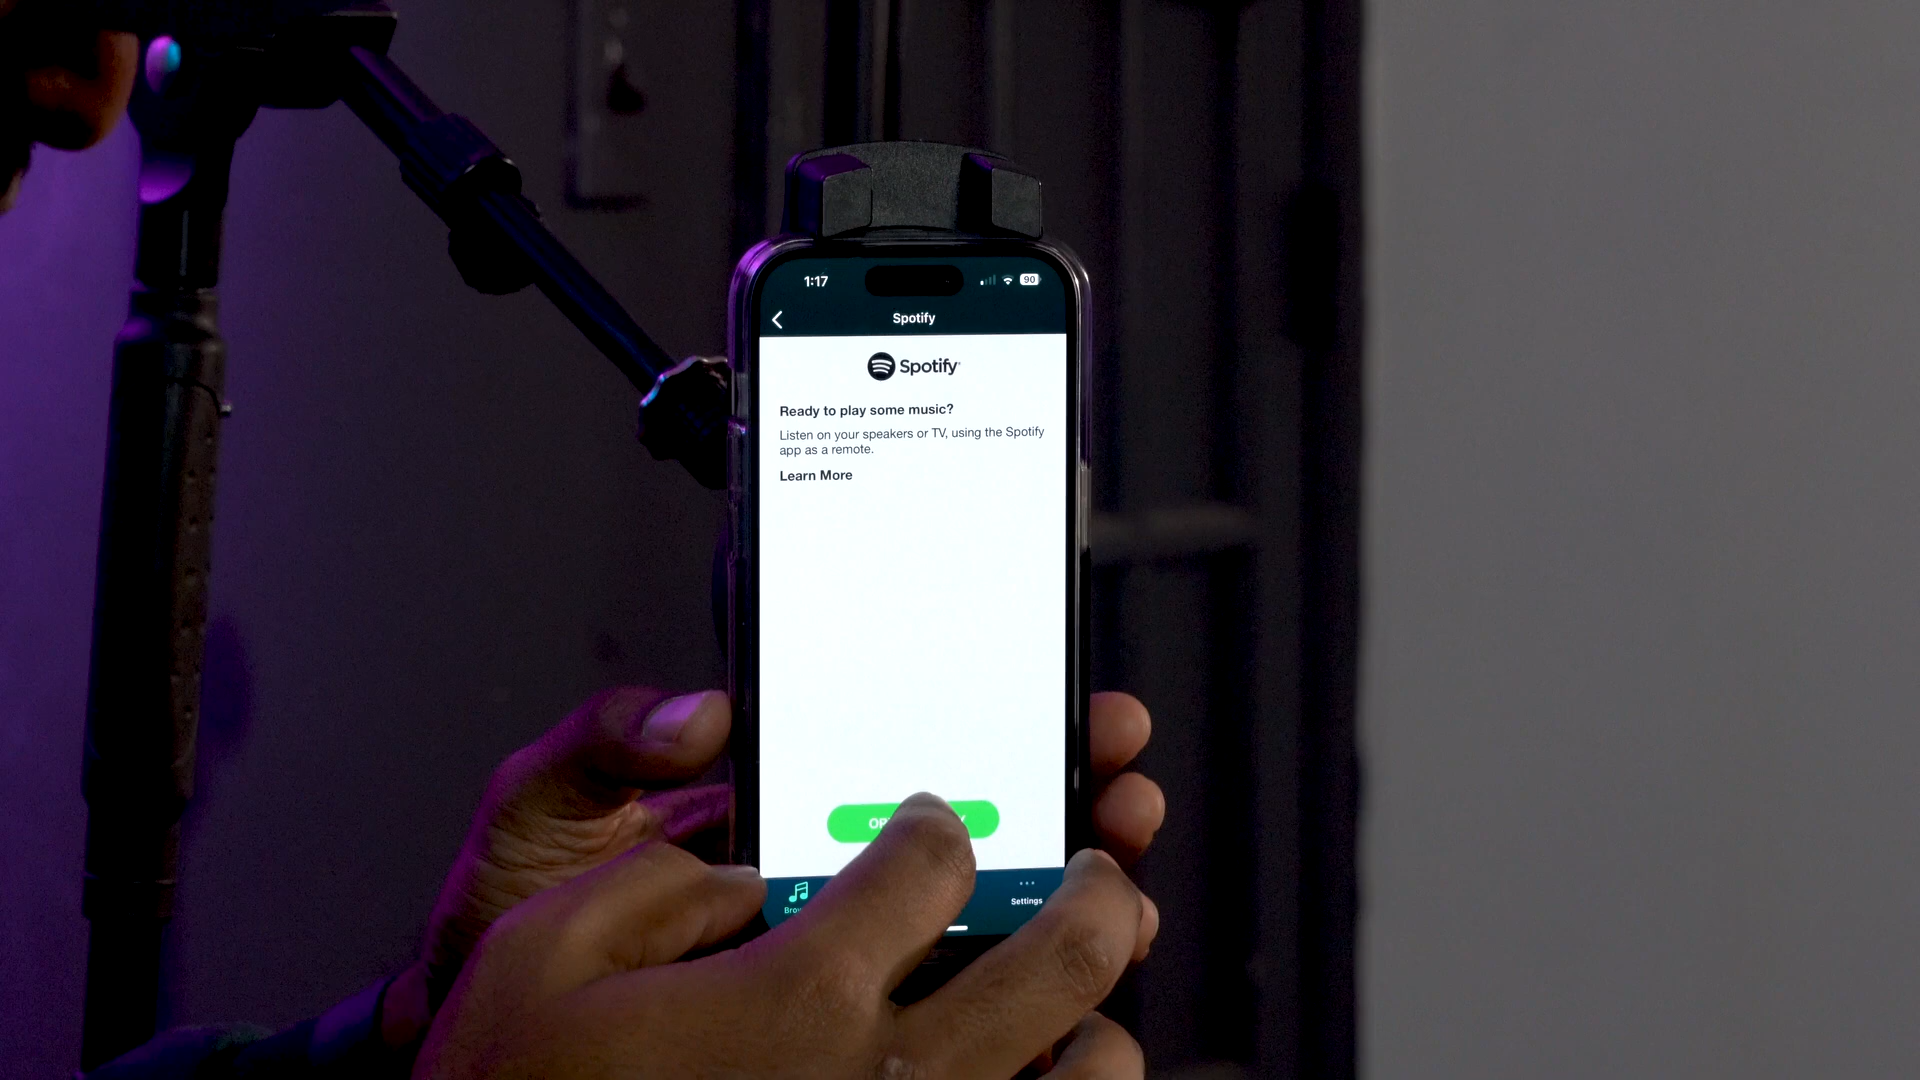 1:17
90
Spotify
Spotify
Ready to play some music?
Listen on your speakers or TV, using the Spotify
app as a remote.
Learn More
Settings